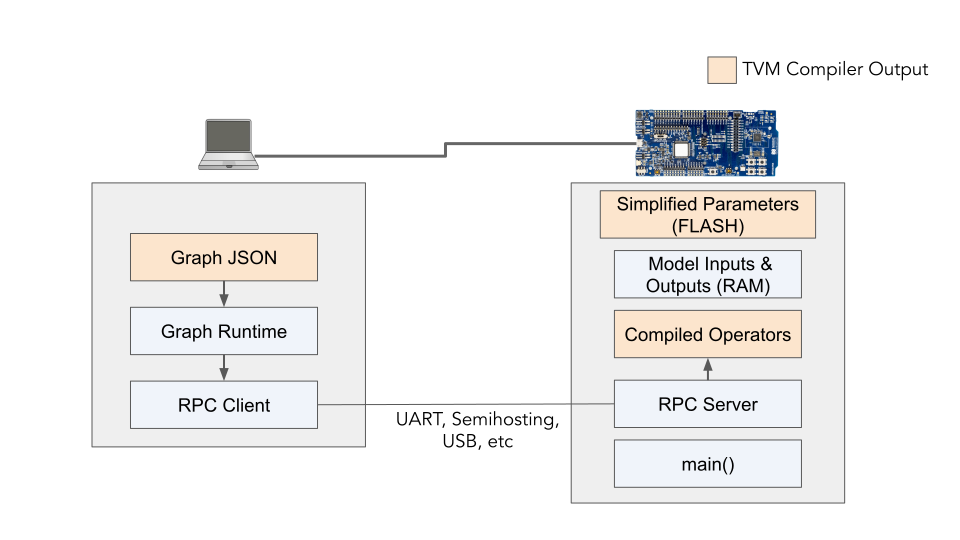 TVM Compiler Output
Graph JSON
Graph Runtime
RPC Client
UART, Semihosting,
USB, etc
Simplified Parameters
(FLASH)
Model Inputs &
Outputs (RAM)
Compiled Operators
RPC Server
main()